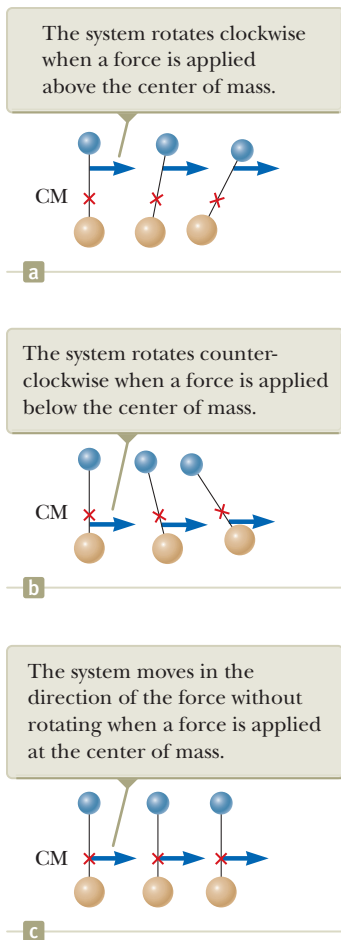 The system rotates clockwise
when a force is applied
above the center of mass.
CM
a
The system rotates counter-
clockwise when a force is applied
below the center of mass.
CM
b
The system moves in the
direction of the force without
rotating when a force is applied
at the center of mass.
CM
c